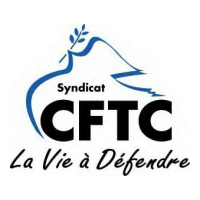 Syndicat
CFTC
La Vie à Défendre